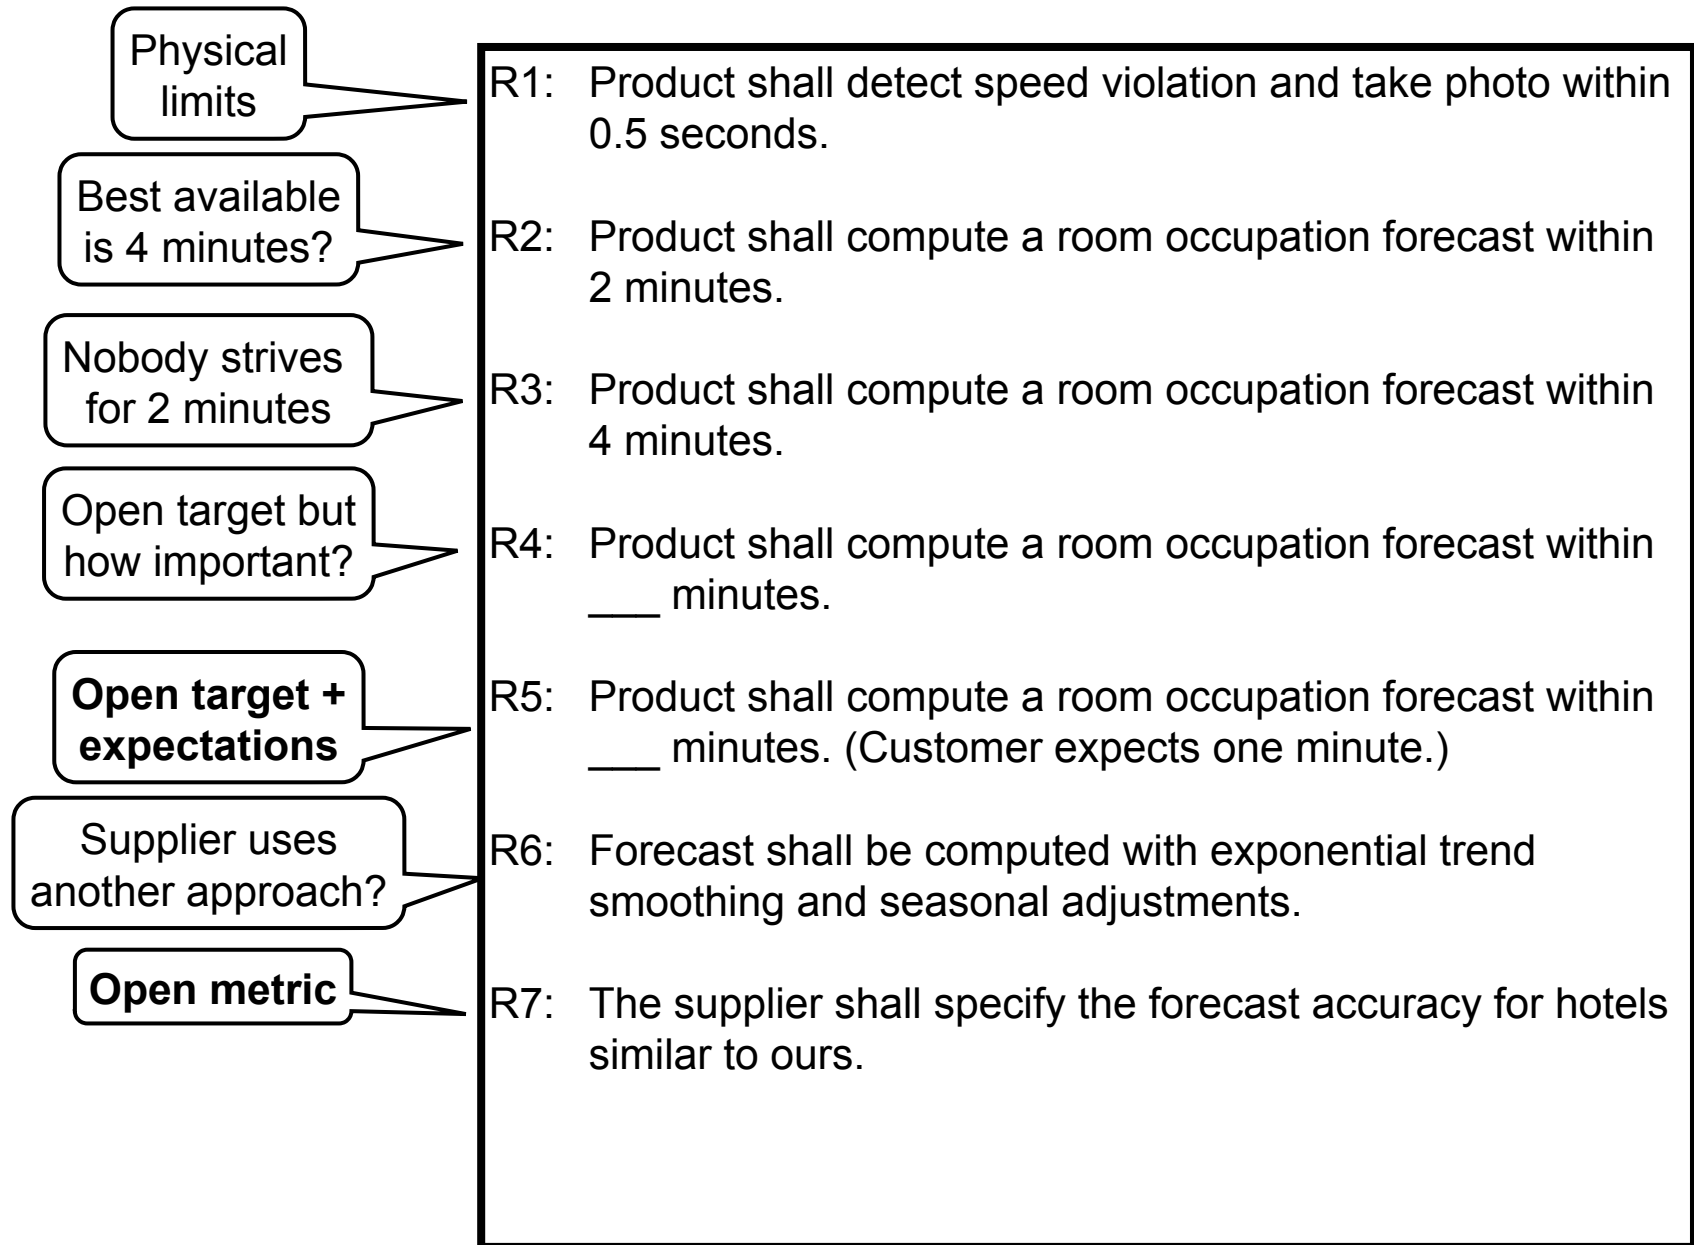 Physical
limits
R1: Product shall detect speed violation and take photo within
0.5 seconds.
Best available
is 4 minutes?
R2: Product shall compute a room occupation forecast within
2 minutes.
Nobody strives
for 2 minutes
R3: Product shall compute a room occupation forecast within
4 minutes.
Open target but
how important?
R4: Product shall compute a room occupation forecast within
___ minutes.
Open target +
expectations
R5: Product shall compute a room occupation forecast within
___ minutes. (Customer expects one minute.)
Supplier uses
another approach?
R6: Forecast shall be computed with exponential trend
smoothing and seasonal adjustments.
Open metric
R7: The supplier shall specify the forecast accuracy for hotels
similar to ours.